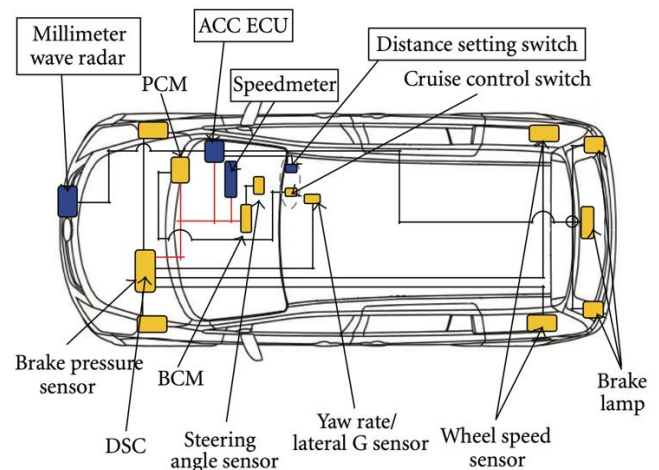 Millimeter
wave radar
ACC ECU
PCM
Speedmeter
Distance setting switch
Cruise control switch
Brake pressure
sensor
DSC
BCM
Steering
angle sensor
Yaw rate/
lateral G sensor
Wheel speed
sensor
Brake
lamp